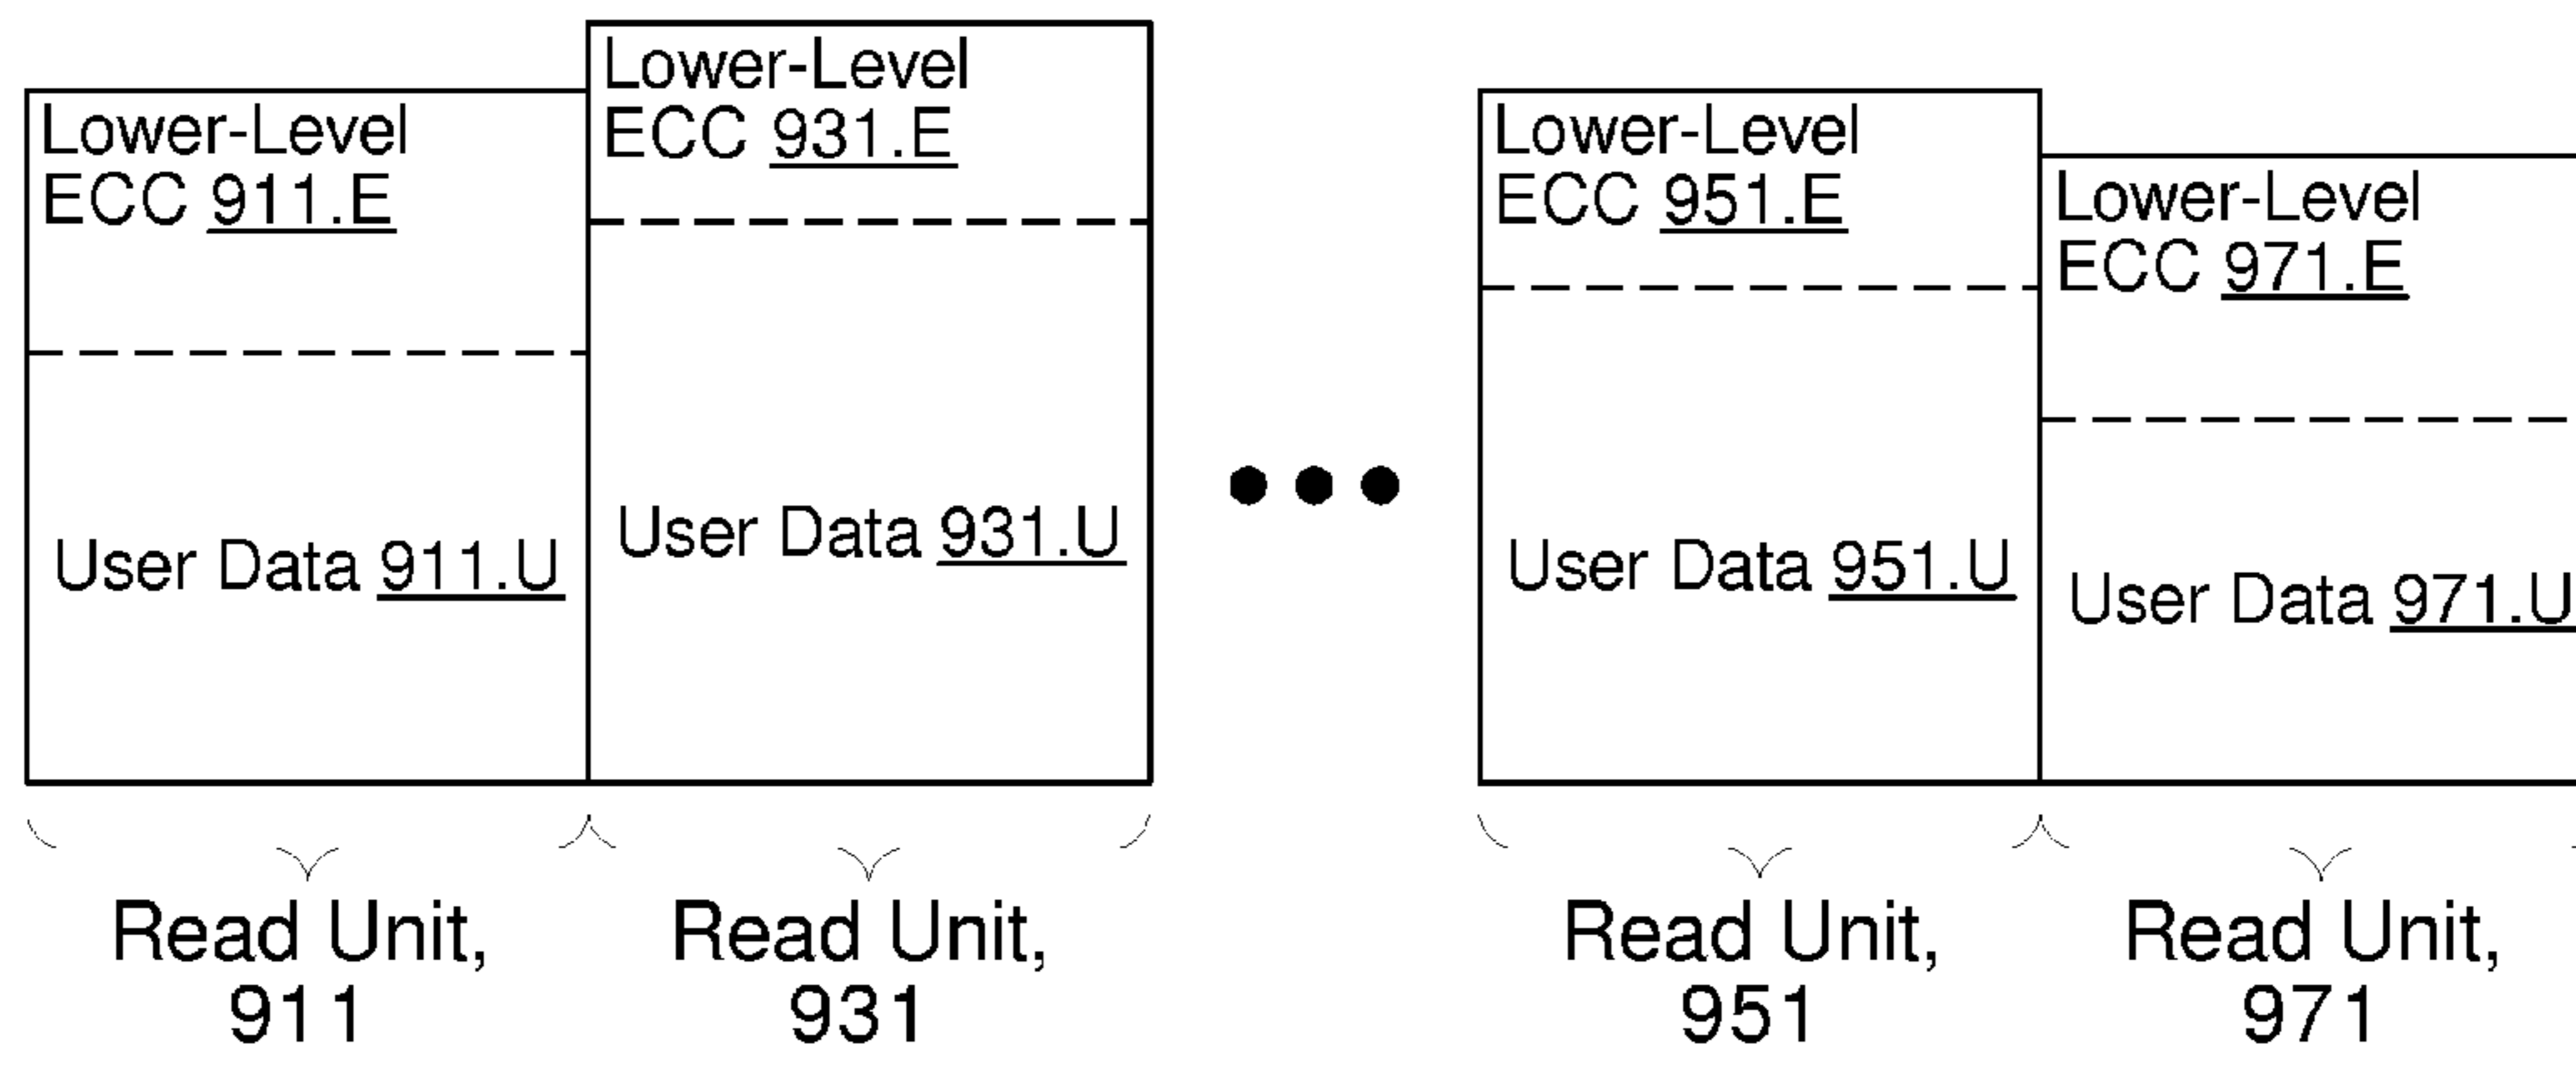 Lower-Level
ECC 911.E
User Data 911.U
Lower-Level
ECC 931.E
User Data 931.U
Lower-Level
ECC 951.E
User Data 951.U
Lower-Level
ECC 971.E
User Data 971.U
Read Unit,
911
Read Unit,
931
Read Unit,
951
Read Unit,
971